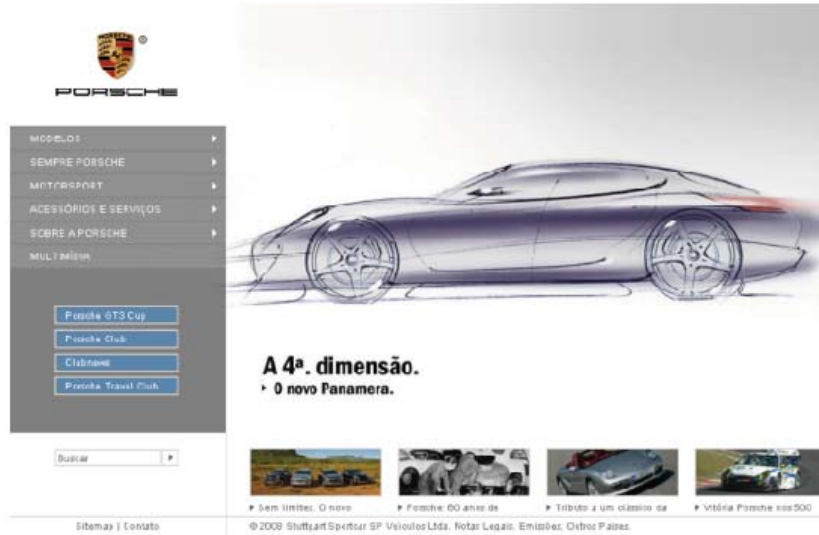 PORSCHE
MODELOS
SEMPRE PORSCHE
MOTORSPORT
ACESSÓRIOS E SERVIÇOS
SOBRE A PORSCHE
MULTIMÍDIA
Porsche GT3 Cup
Porsche Club
Clubnews
Porsche Travel Club
A 4ª. dimensão.
O novo Panamera.
Buscar
Sem limites. O novo
Porsche: 60 anos de
Tributo a um clássico da
Vitória Porsche nos 500
Sitemap | Contato
Stuttgart Sportcar SP Veículos Ltda. Notas Legais. Emissões. Outros Países.